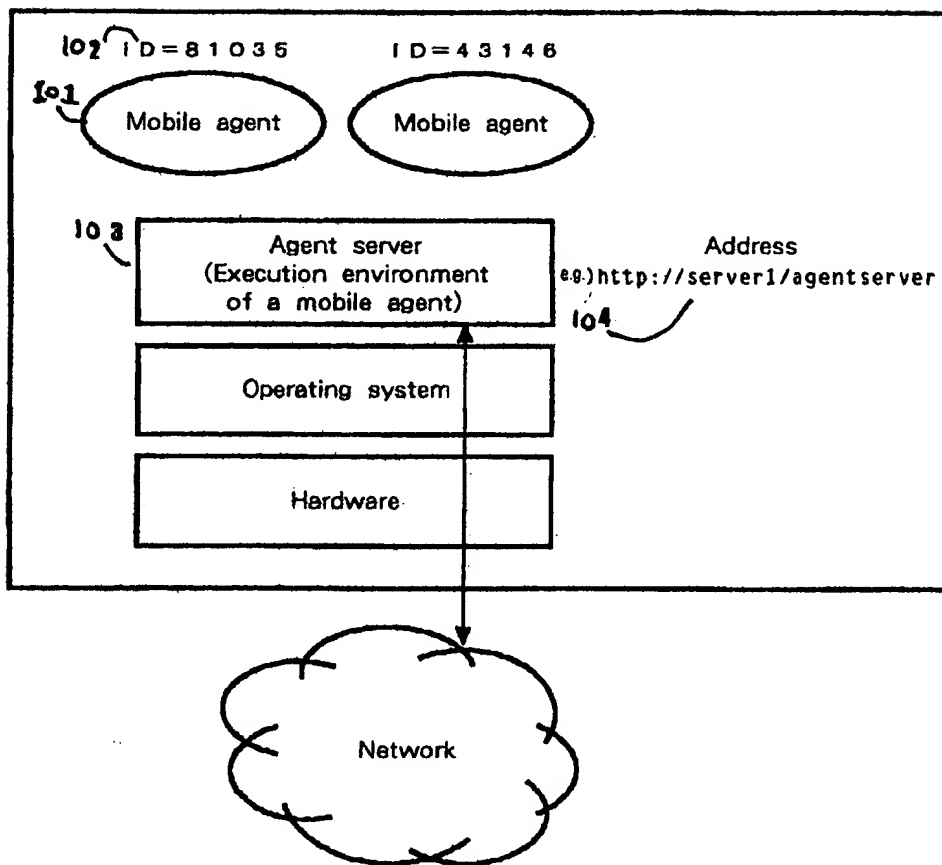 102 ID=81035 ID=43146
101
Mobile agent Mobile agent
103
Agent server
(Execution environment
of a mobile agent)
Address
e.g.) http://server1/agentserver
104
Operating system
Hardware
Network